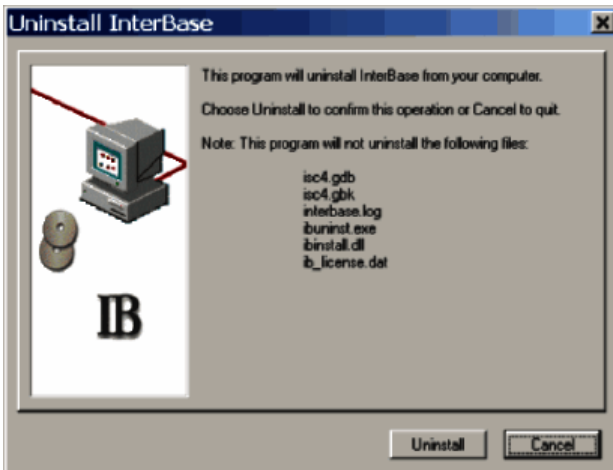 Uninstall InterBase
This program will uninstall InterBase from your computer.
Choose Uninstall to confirm this operation or Cancel to quit.
Note: This program will not uninstall the following files:
isc4.gdb
isc4.gbk
interbase.log
ibuninst.exe
ibinstall.dll
ib_license.dat
IB
Uninstall
Cancel